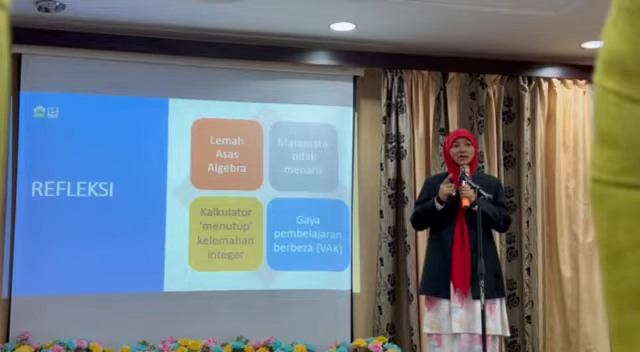 REFLEKSI
Lemah
Asas
Algebra
Matematik
tidak
menarik
Kalkulator
'menutup'
kelemahan
integer
Gaya
pembelajaran
berbeza (VAK)